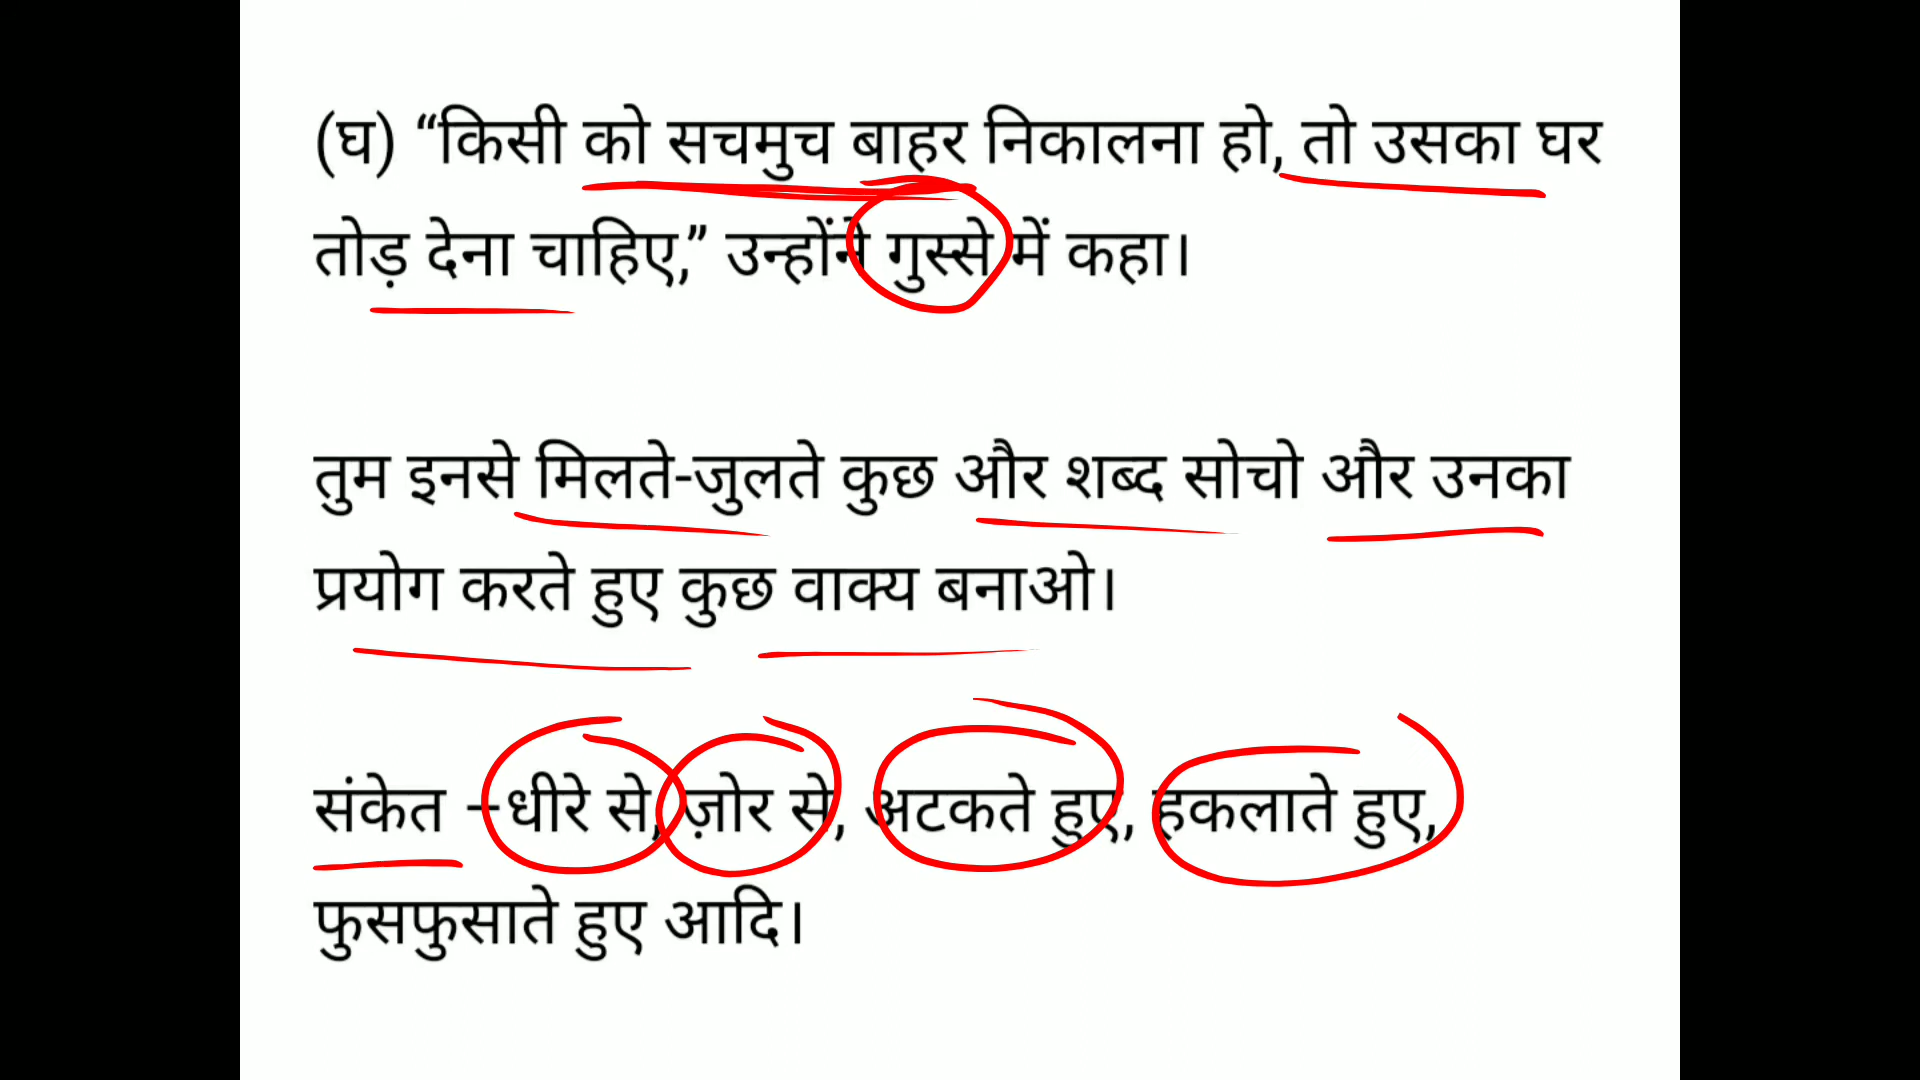 (घ) “किसी को सचमुच बाहर निकालना हो, तो उसका घर
तोड़ देना चाहिए,” उन्होंने गुस्से में कहा।
तुम इनसे मिलते-जुलते कुछ और शब्द सोचो और उनका
प्रयोग करते हुए कुछ वाक्य बनाओ।
संकेत –धीरे से, ज़ोर से, अटकते हुए, हकलाते हुए,
फुसफुसाते हुए आदि।